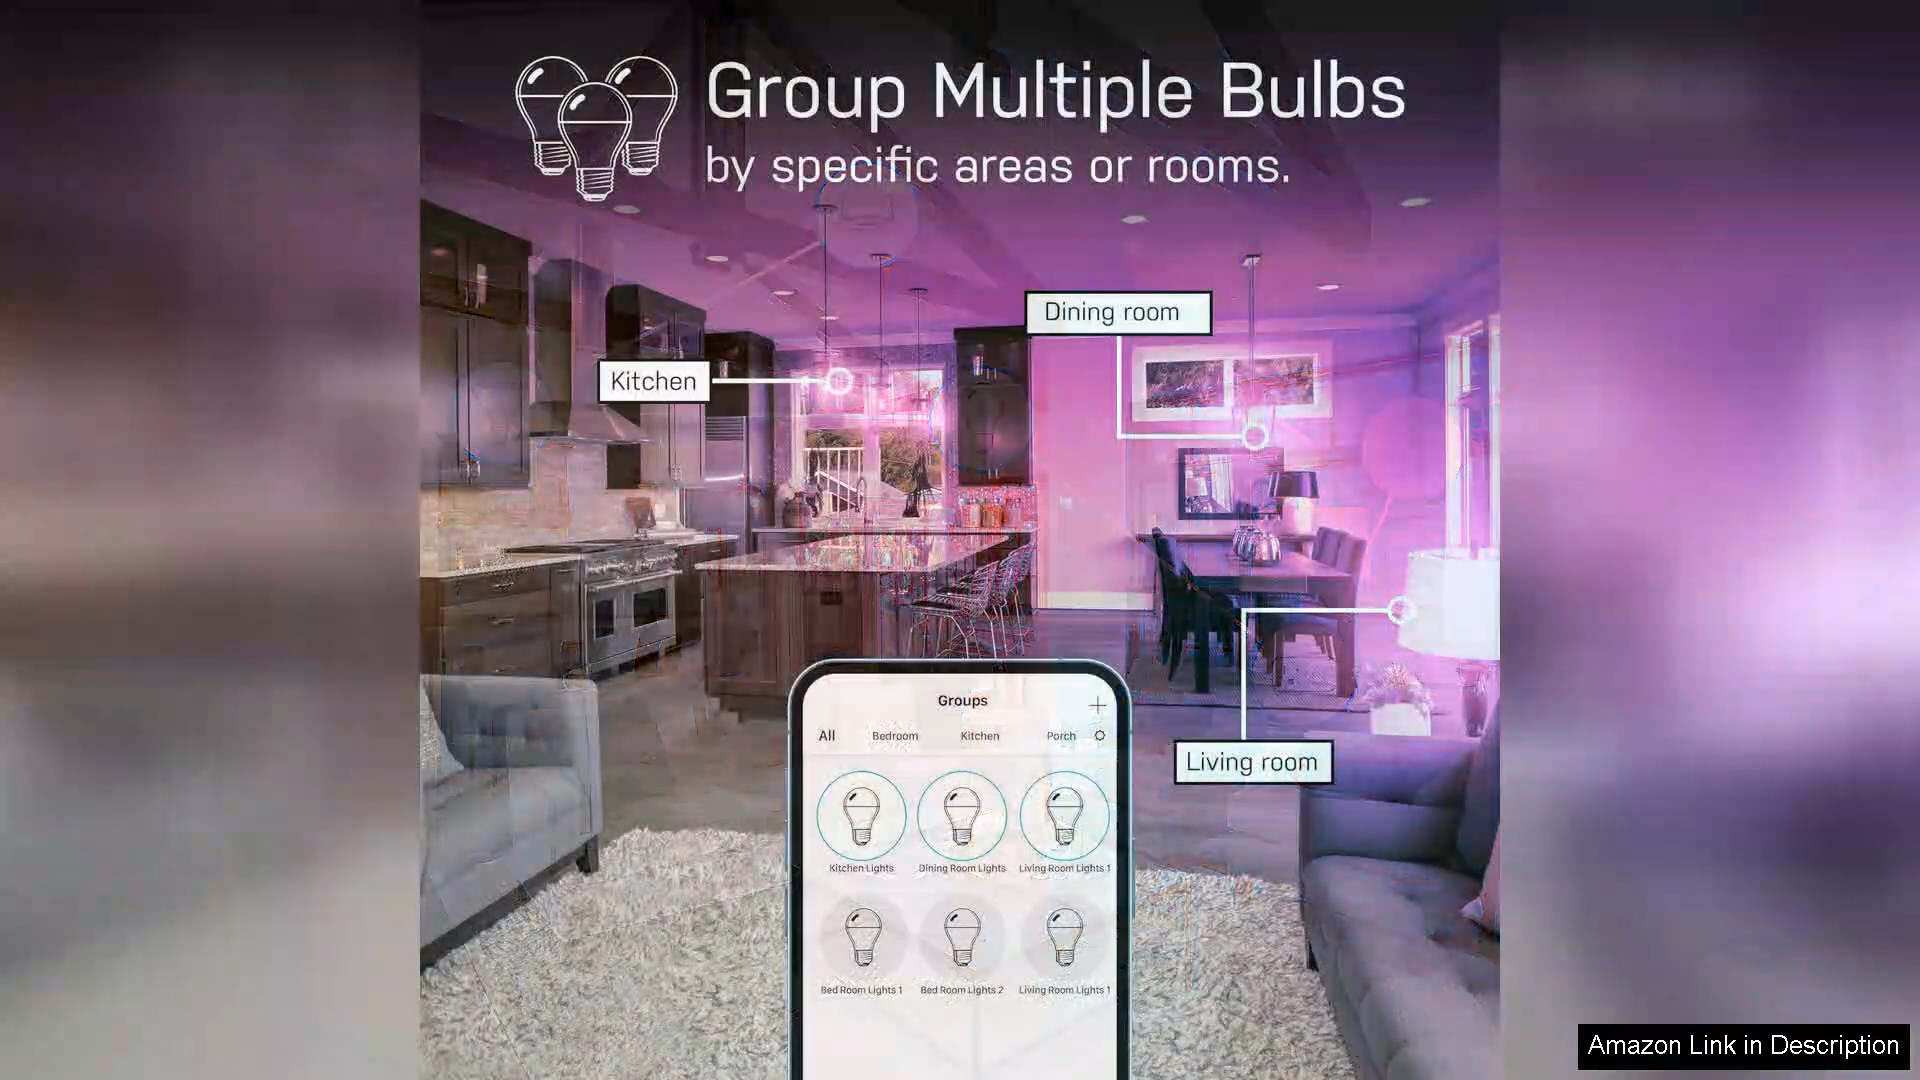 Group Multiple Bulbs
by specific areas or rooms.
Dining room
Kitchen
Living room
Groups
All Bedroom Kitchen Porch
Kitchen Lights Dining Room Lights Living Room Lights 1
Bed Room Lights 1 Bed Room Lights 2 Living Room Lights 1
Amazon Link in Description